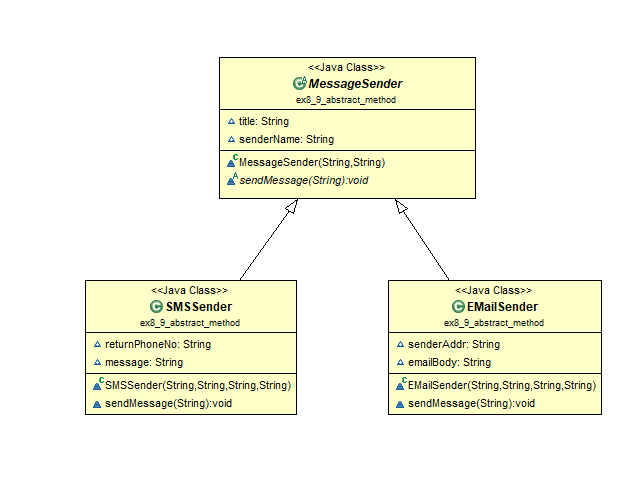 <<Java Class>>
MessageSender
ex8_9_abstract_method
title: String
senderName: String
MessageSender(String,String)
sendMessage(String):void
<<Java Class>>
SMSSender
ex8_9_abstract_method
returnPhoneNo: String
message: String
SMSSender(String,String,String,String)
sendMessage(String):void
<<Java Class>>
EMailSender
ex8_9_abstract_method
senderAddr: String
emailBody: String
EMailSender(String,String,String,String)
sendMessage(String):void